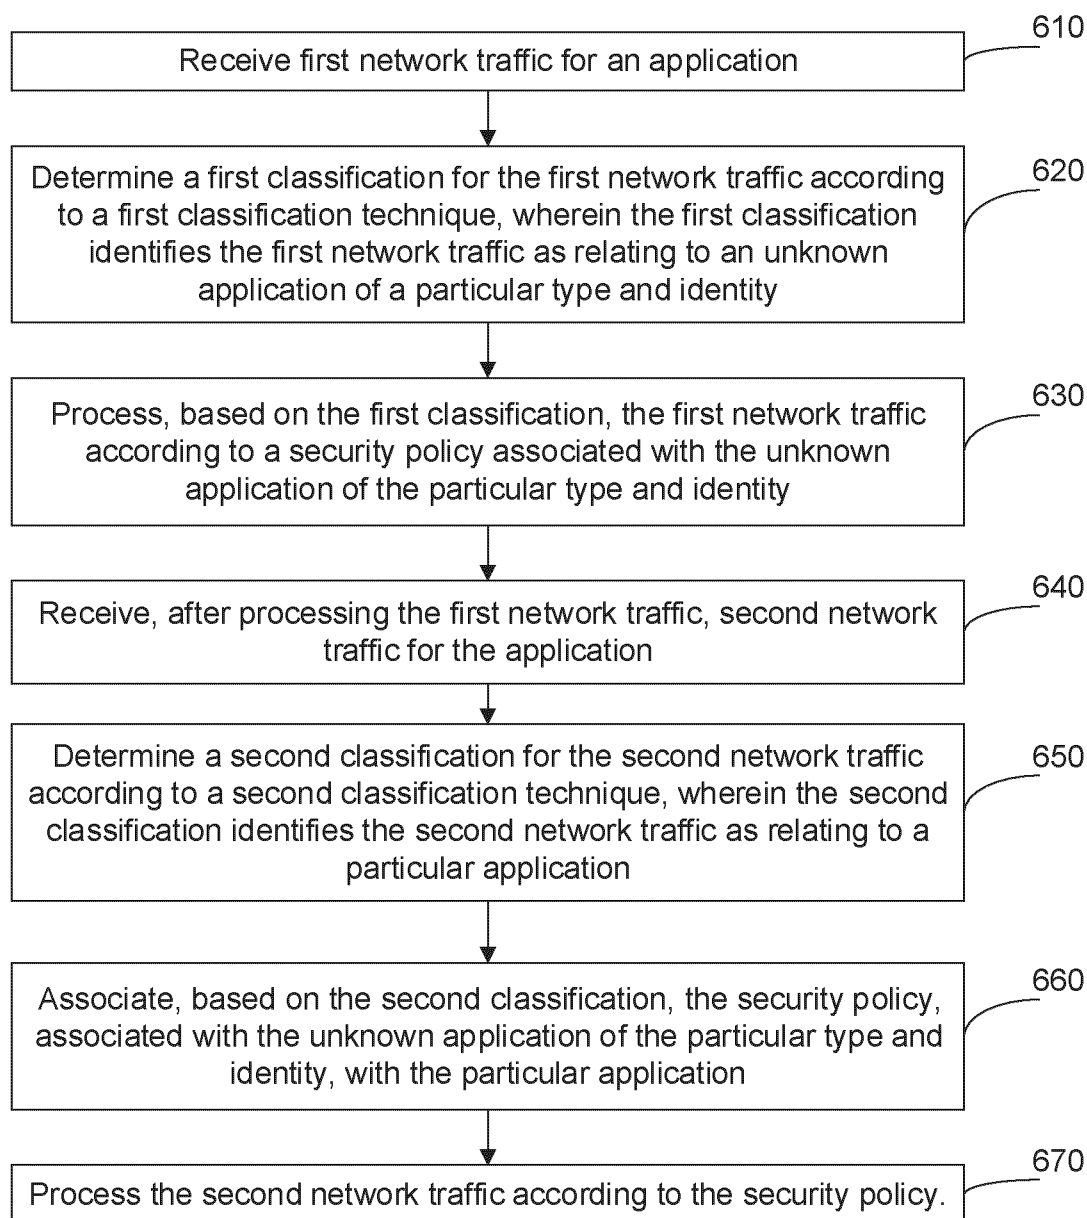 610
Receive first network traffic for an application
620
Determine a first classification for the first network traffic according
to a first classification technique, wherein the first classification
identifies the first network traffic as relating to an unknown
application of a particular type and identity
630
Process, based on the first classification, the first network traffic
according to a security policy associated with the unknown
application of the particular type and identity
640
Receive, after processing the first network traffic, second network
traffic for the application
650
Determine a second classification for the second network traffic
according to a second classification technique, wherein the second
classification identifies the second network traffic as relating to a
particular application
660
Associate, based on the second classification, the security policy,
associated with the unknown application of the particular type and
identity, with the particular application
670
Process the second network traffic according to the security policy.